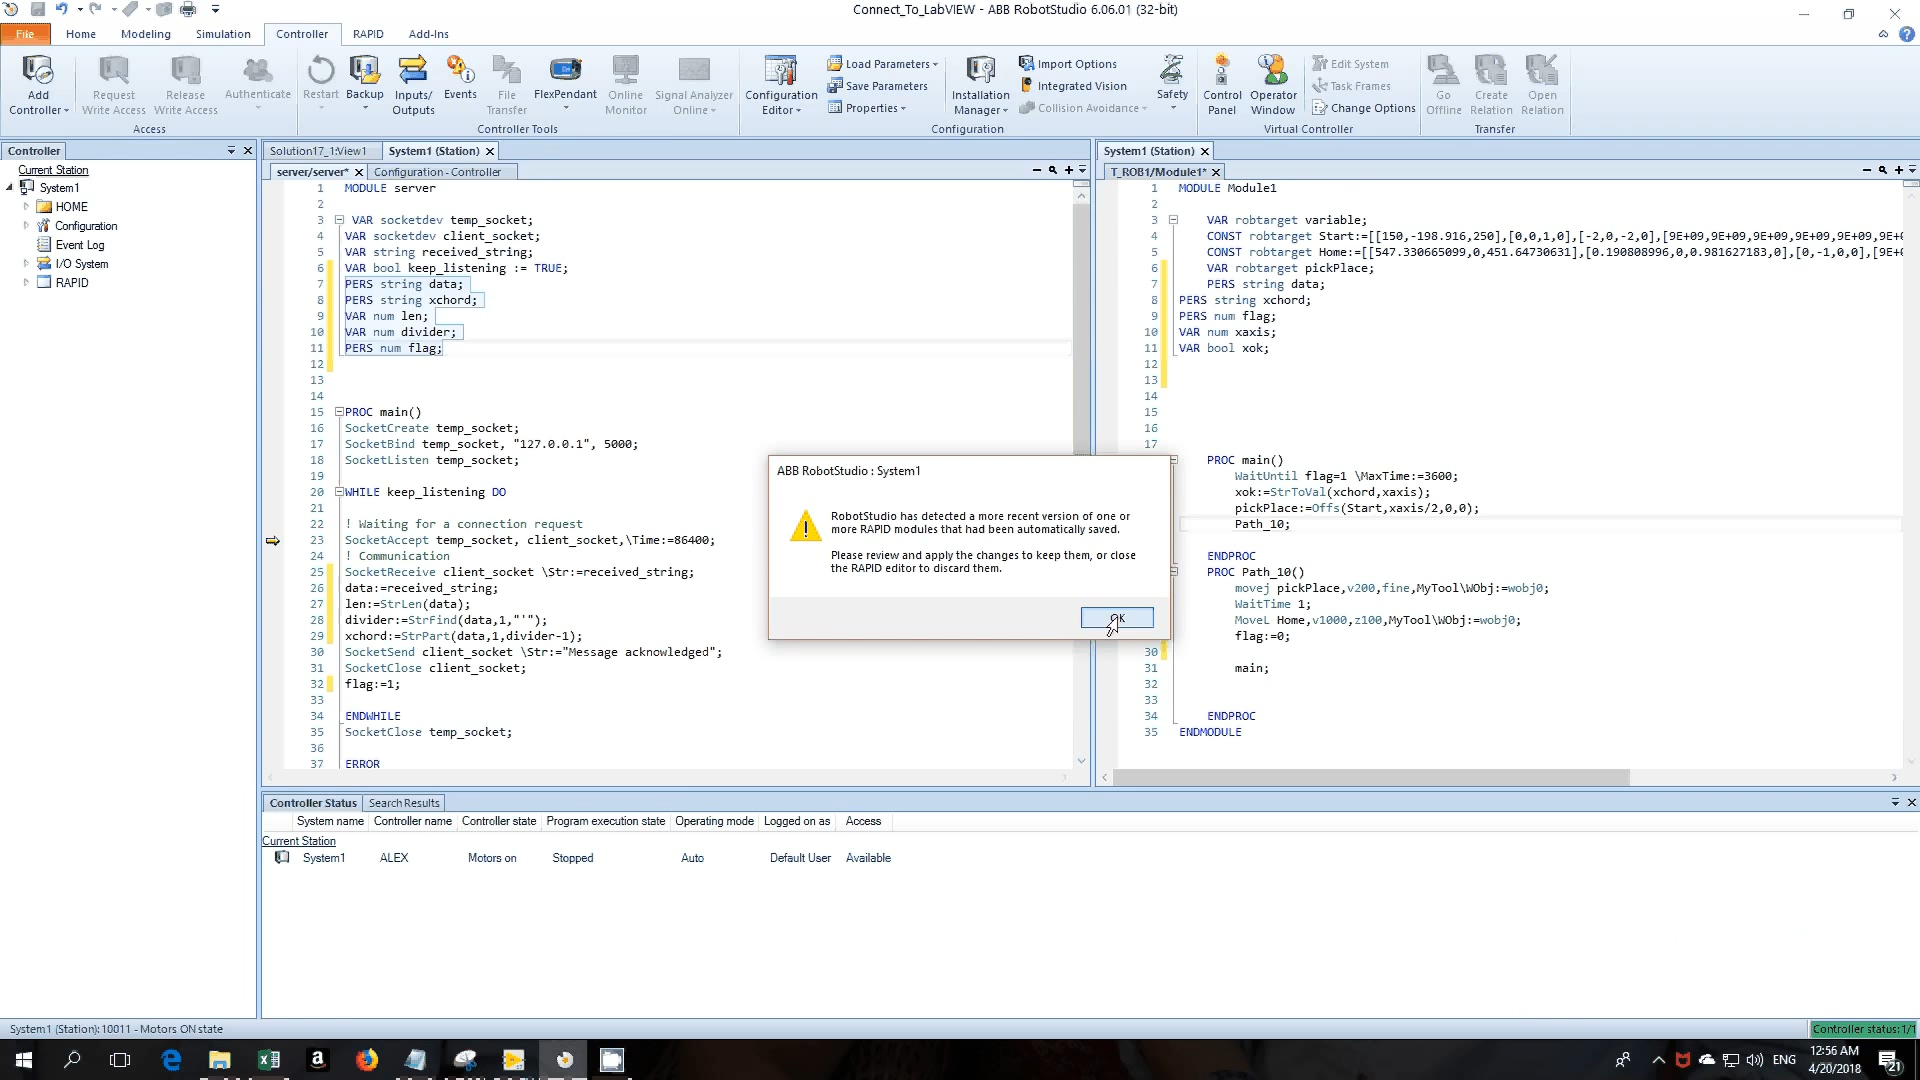 Connect_To_LabVIEW - ABB RobotStudio 6.06.01 (32-bit)
File Home Modeling Simulation Controller RAPID Add-Ins
Add Controller
Request Write Access
Release Write Access
Authenticate
Access
Restart
Backup
Inputs/ Outputs
Events
File Transfer
FlexPendant
Online Monitor
Signal Analyzer Online
Controller Tools
Configuration Editor
Load Parameters
Save Parameters
Properties
Installation Manager
Import Options
Integrated Vision
Collision Avoidance
Safety
Configuration
Control Panel
Operator Window
Edit System
Task Frames
Change Options
Virtual Controller
Go Offline
Create Relation
Open Relation
Transfer
Controller
Current Station
System1
HOME
Configuration
Event Log
I/O System
RAPID
Solution17_1:View1 System1 (Station)
server/server* Configuration - Controller
1 MODULE server
2
3 VAR socketdev temp_socket;
4 VAR socketdev client_socket;
5 VAR string received_string;
6 VAR bool keep_listening := TRUE;
7 PERS string data;
8 PERS string xchord;
9 VAR num len;
10 VAR num divider;
11 PERS num flag;
12
13
14
15 PROC main()
16 SocketCreate temp_socket;
17 SocketBind temp_socket, "127.0.0.1", 5000;
18 SocketListen temp_socket;
19
20 WHILE keep_listening DO
21
22 ! Waiting for a connection request
23 SocketAccept temp_socket, client_socket,\Time:=86400;
24 ! Communication
25 SocketReceive client_socket \Str:=received_string;
26 data:=received_string;
27 len:=StrLen(data);
28 divider:=StrFind(data,1,"'");
29 xchord:=StrPart(data,1,divider-1);
30 SocketSend client_socket \Str:="Message acknowledged";
31 SocketClose client_socket;
32 flag:=1;
33
34 ENDWHILE
35 SocketClose temp_socket;
36
37 ERROR
System1 (Station)
T_ROB1/Module1*
1 MODULE Module1
2
3 VAR robtarget variable;
4 CONST robtarget Start:=[[150,-198.916,250],[0,0,1,0],[-2,0,-2,0],[9E+09,9E+09,9E+09,9E+09,9E+09,9E+0
5 CONST robtarget Home:=[[547.330665099,0,451.64730631],[0.190808996,0,0.981627183,0],[0,-1,0,0],[9E+0
6 VAR robtarget pickPlace;
7 PERS string data;
8 PERS string xchord;
9 PERS num flag;
10 VAR num xaxis;
11 VAR bool xok;
12
13
14
15
16
17
PROC main()
WaitUntil flag=1 \MaxTime:=3600;
xok:=StrToVal(xchord,xaxis);
pickPlace:=Offs(Start,xaxis/2,0,0);
Path_10;
ENDPROC
PROC Path_10()
movej pickPlace,v200,fine,MyTool\WObj:=wobj0;
WaitTime 1;
MoveL Home,v1000,z100,MyTool\WObj:=wobj0;
flag:=0;
30
31 main;
32
33
34 ENDPROC
35 ENDMODULE
ABB RobotStudio : System1
RobotStudio has detected a more recent version of one or
more RAPID modules that had been automatically saved.
Please review and apply the changes to keep them, or close
the RAPID editor to discard them.
OK
Controller Status Search Results
System name Controller name Controller state Program execution state Operating mode Logged on as Access
Current Station
System1 ALEX Motors on Stopped Auto Default User Available
System1 (Station): 10011 - Motors ON state
Controller status: 1/1
ENG
12:56 AM
4/20/2018
21